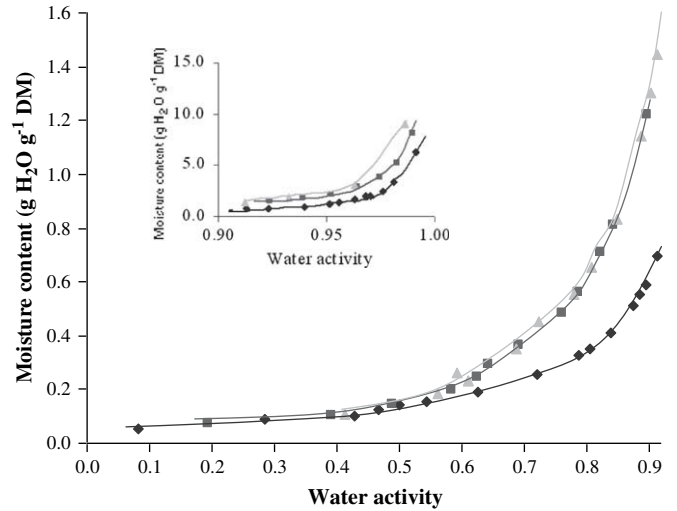 1.6
1.4
1.2
1.0
0.8
0.6
0.4
0.2
0.0
Moisture content (g H₂O g⁻¹ DM)
0.0 0.1 0.2 0.3 0.4 0.5 0.6 0.7 0.8 0.9
Water activity
15.0
10.0
5.0
0.0
Moisture content (g H₂O g⁻¹ DM)
0.90 0.95 1.00
Water activity